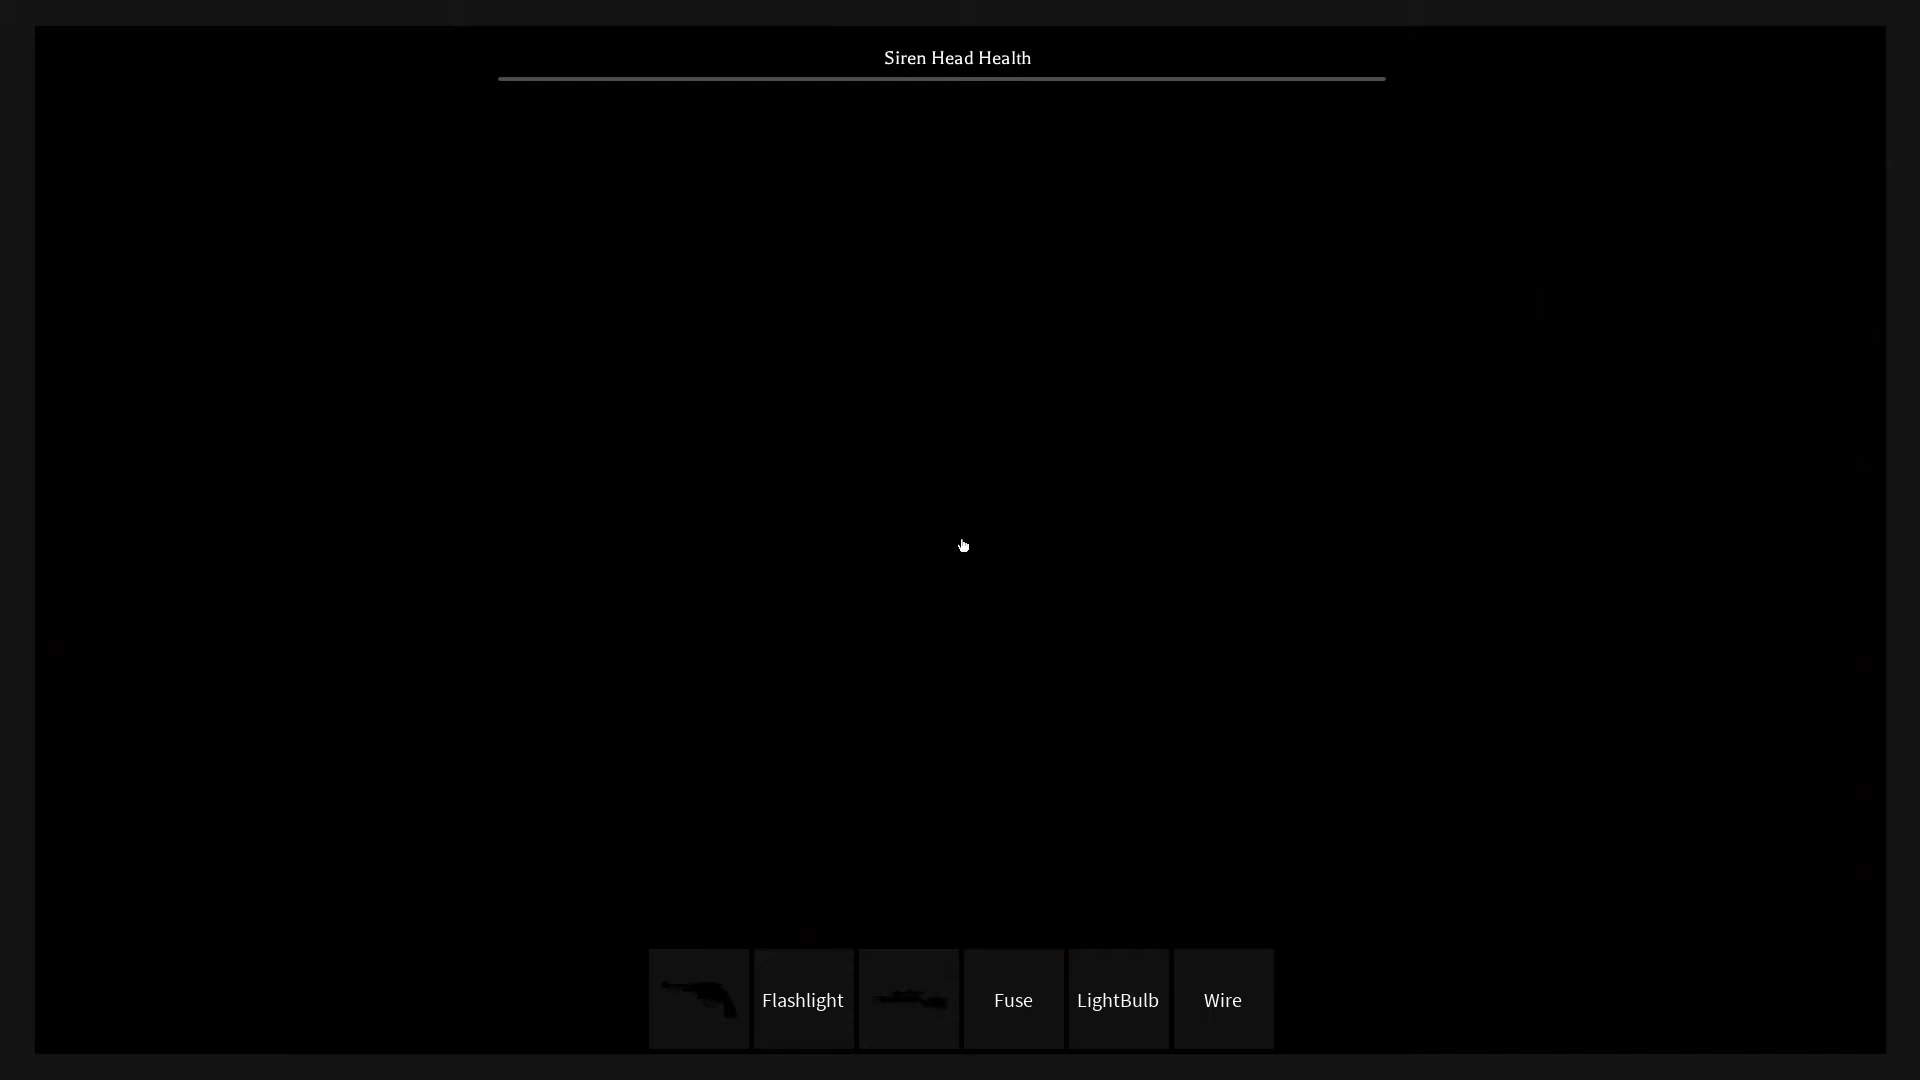 Siren Head Health
Flashlight
Fuse
LightBulb
Wire